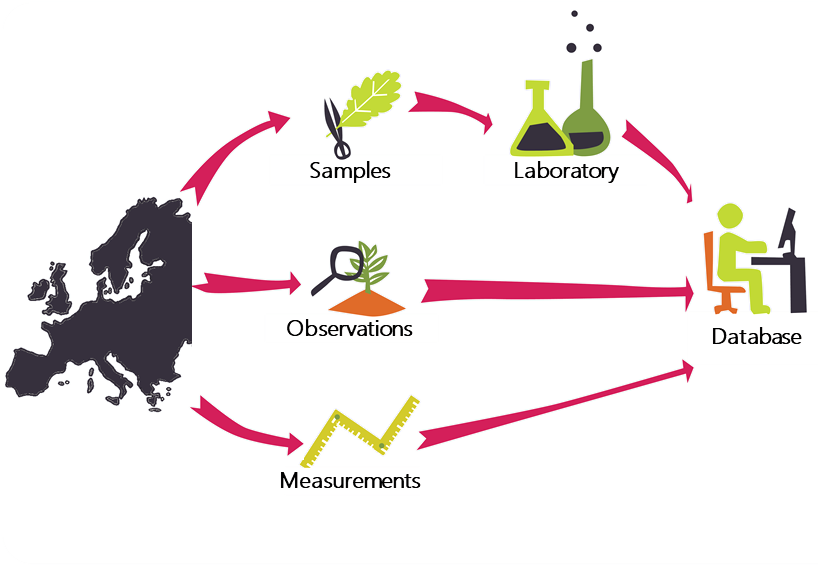 Samples
Laboratory
Observations
Database
Measurements